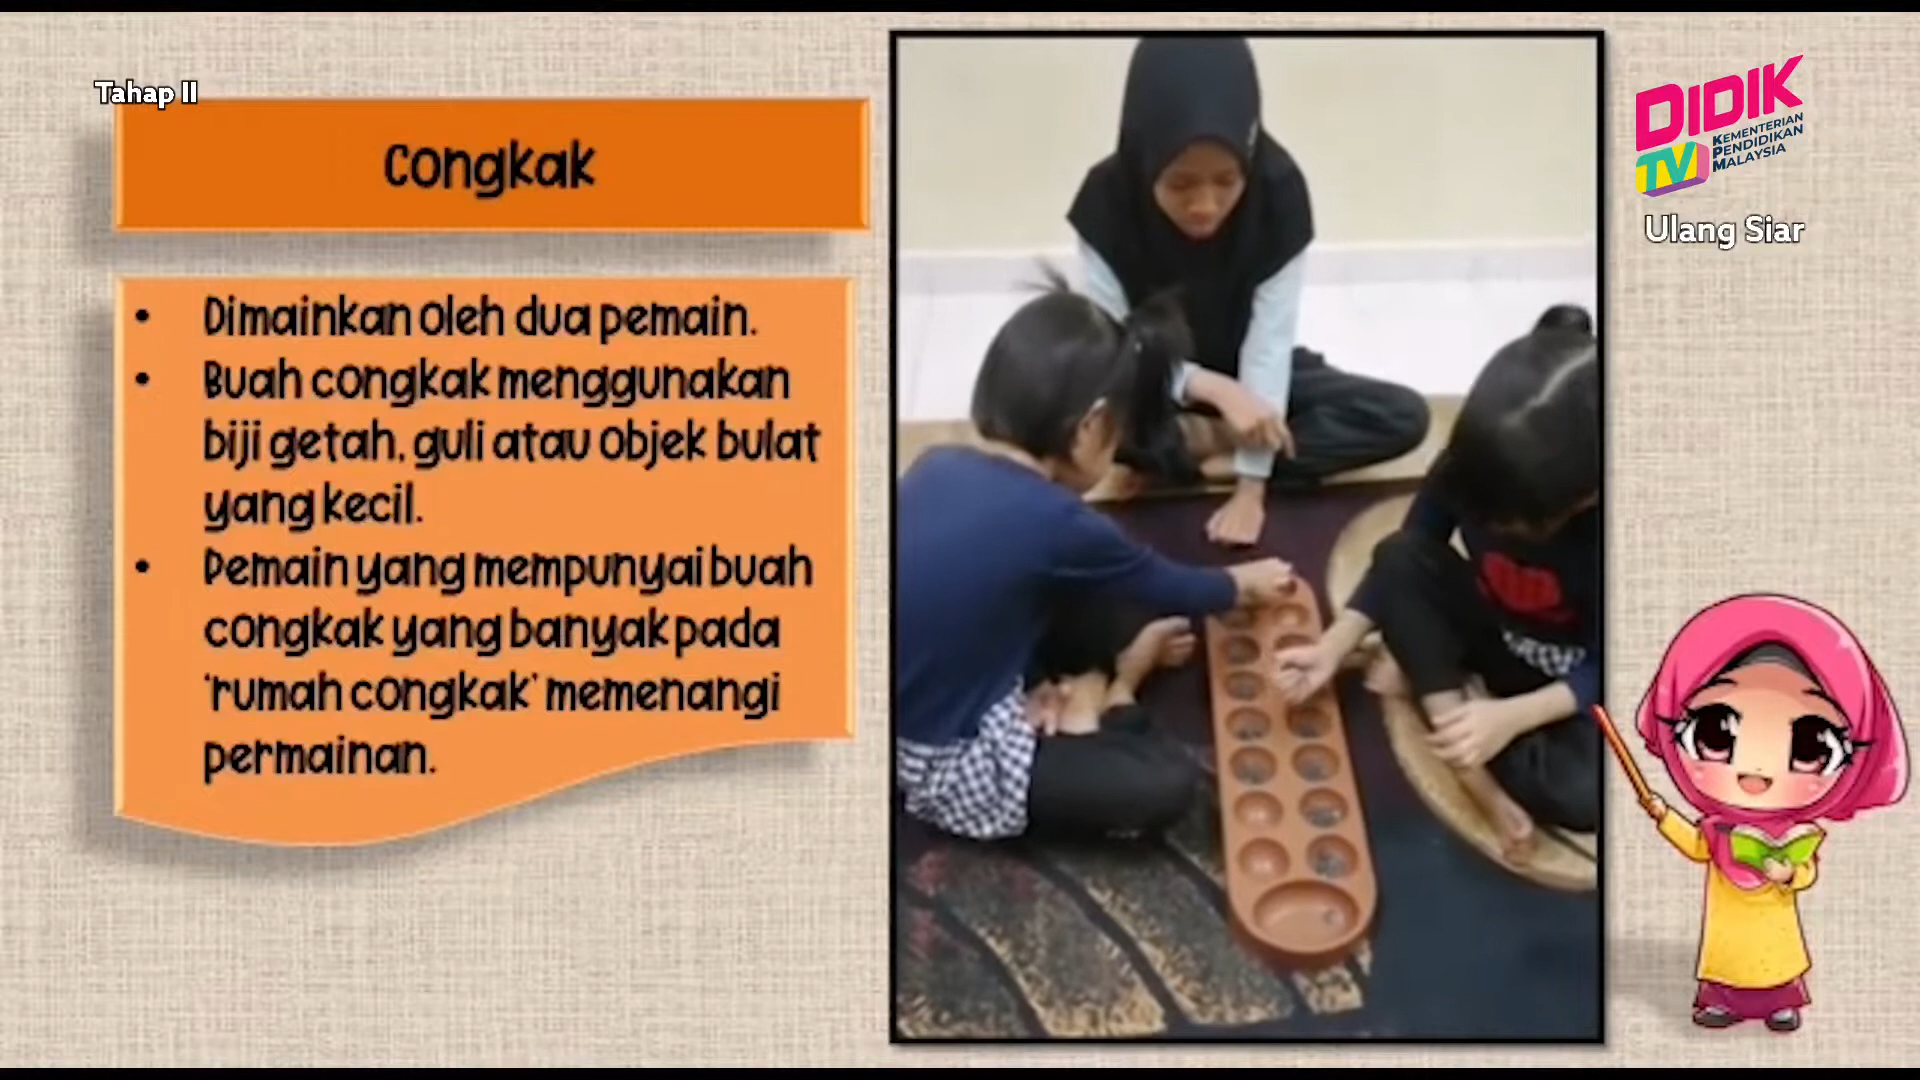 Tahap II
Congkak
• Dimainkan oleh dua pemain.
• Buah congkak menggunakan
biji getah, guli atau objek bulat
yang kecil.
• Pemain yang mempunyai buah
congkak yang banyak pada
'rumah congkak' memenangi
permainan.
DIDIK
TV
KEMENTERIAN
PENDIDIKAN
MALAYSIA
Ulang Siar